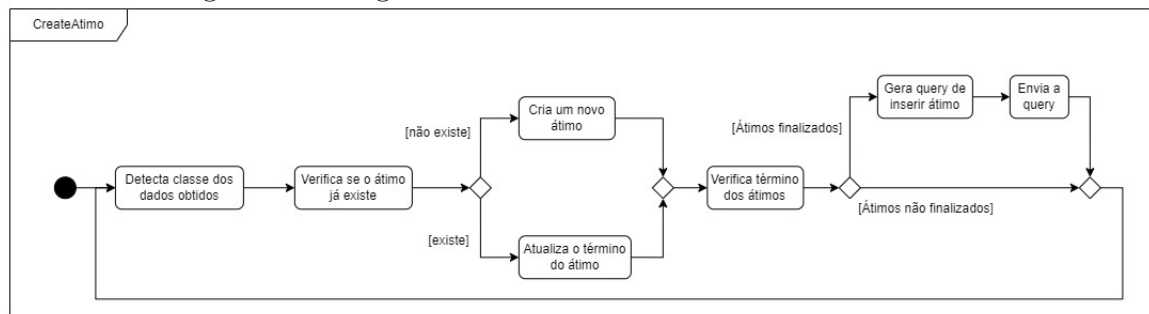 CreateAtimo
Detecta classe dos
dados obtidos
Verifica se o átimo
já existe
[não existe]
[existe]
Cria um novo
átimo
Atualiza o término
do átimo
Verifica término
dos átimos
[Átimos finalizados]
[Átimos não finalizados]
Gera query de
inserir átimo
Envia a
query